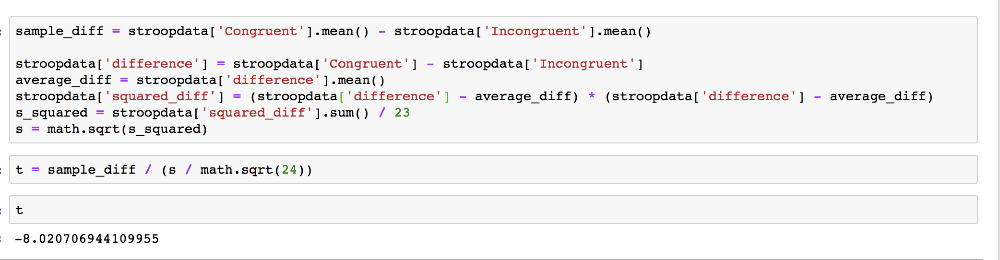 sample_diff = stroopdata['Congruent'].mean() - stroopdata['Incongruent'].mean()
stroopdata['difference'] = stroopdata['Congruent'] - stroopdata['Incongruent']
average_diff = stroopdata['difference'].mean()
stroopdata['squared_diff'] = (stroopdata['difference'] - average_diff) * (stroopdata['difference'] - average_diff)
s_squared = stroopdata['squared_diff'].sum() / 23
s = math.sqrt(s_squared)
t = sample_diff / (s / math.sqrt(24))
t
-8.020706944109955